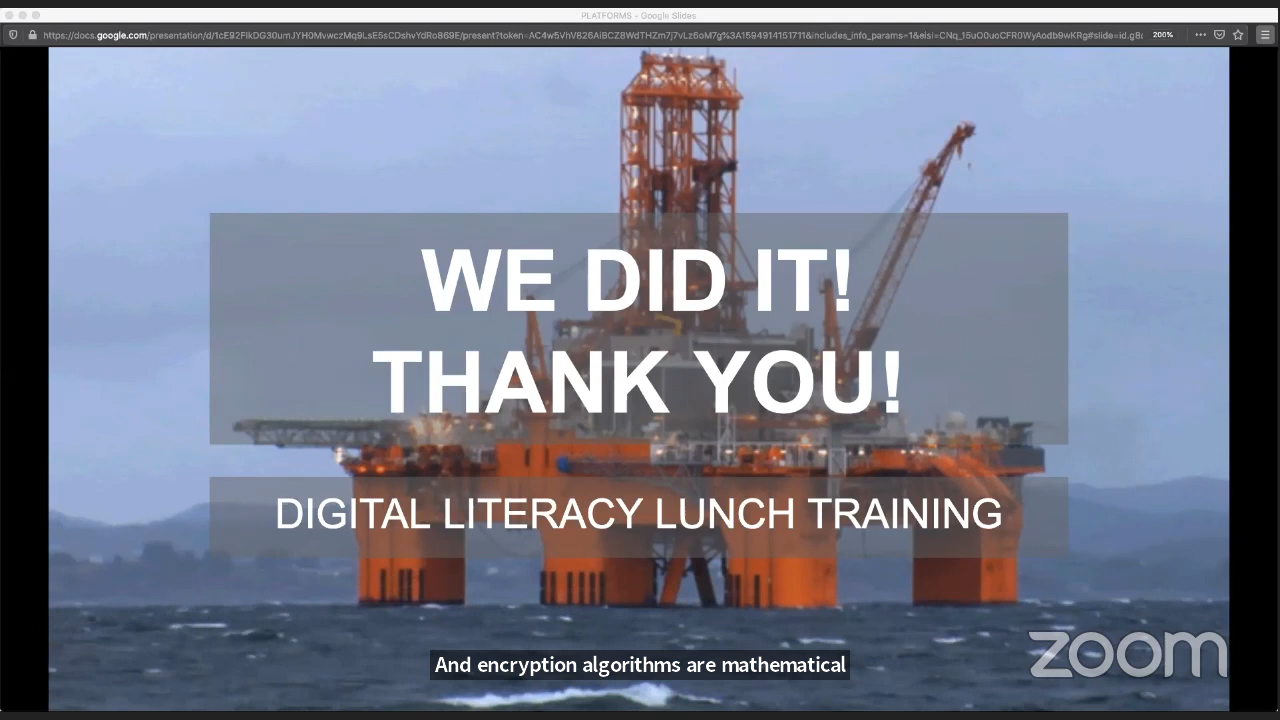 PLATFORMS - Google Slides
200%
WE DID IT!
THANK YOU!
DIGITAL LITERACY LUNCH TRAINING
zoom
And encryption algorithms are mathematical